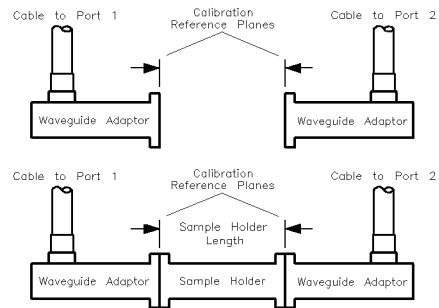 Cable to Port 1
Calibration
Reference Planes
Cable to Port 2
Waveguide Adaptor
Waveguide Adaptor
Cable to Port 1
Calibration
Reference Planes
Cable to Port 2
Sample Holder
Length
Waveguide Adaptor
Sample Holder
Waveguide Adaptor